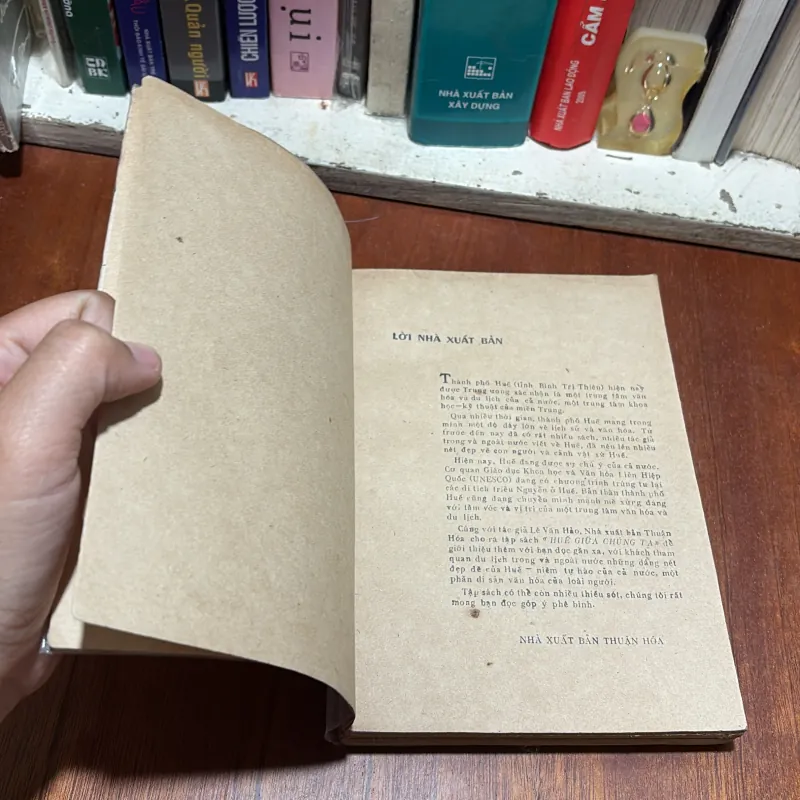 CHIẾN LƯỢC
Quân người
NHÀ XUẤT BẢN
XÂY DỰNG
NHÀ XUẤT BẢN LAO ĐỘNG
CẤM
LỜI NHÀ XUẤT BẢN
Thành phố Huế (tỉnh Bình Trị Thiên) hiện nay
được Trung ương xác nhận là một trung tâm văn
hóa và du lịch của cả nước, một trung tâm khoa
học—kỹ thuật của miền Trung.
Qua nhiều thời gian, thành phố Huế mang trong
mình một độ dày lớn về lịch sử và văn hóa. Từ
trước đến nay đã có rất nhiều sách, nhiều tác giả
trong và ngoài nước viết về Huế, đã nêu lên nhiều
nét đẹp về con người và cảnh vật xứ Huế.
Hiện nay, Huế đang được sự chú ý của cả nước.
Cơ quan Giáo dục Khoa học và Văn hóa Liên Hiệp
Quốc (UNESCO) đang có chương trình trùng tu lại
các di tích triều Nguyễn ở Huế. Bản thân thành phố
Huế cũng đang chuyển mình mạnh mẽ xứng đáng
với tầm vóc và vị trí của một trung tâm văn hóa và
du lịch.
Cùng với tác giả Lê Văn Hảo, Nhà xuất bản Thuận
Hóa cho ra tập sách «HUẾ GIỮA CHÚNG TA» để
giới thiệu thêm với bạn đọc gần xa, với khách tham
quan du lịch trong và ngoài nước những dáng nét
đẹp đẽ của Huế — niềm tự hào của cả nước, một
phần di sản văn hóa của loài người.
Tập sách có thể còn nhiều thiếu sót, chúng tôi rất
mong bạn đọc góp ý phê bình.
NHÀ XUẤT BẢN THUẬN HÓA